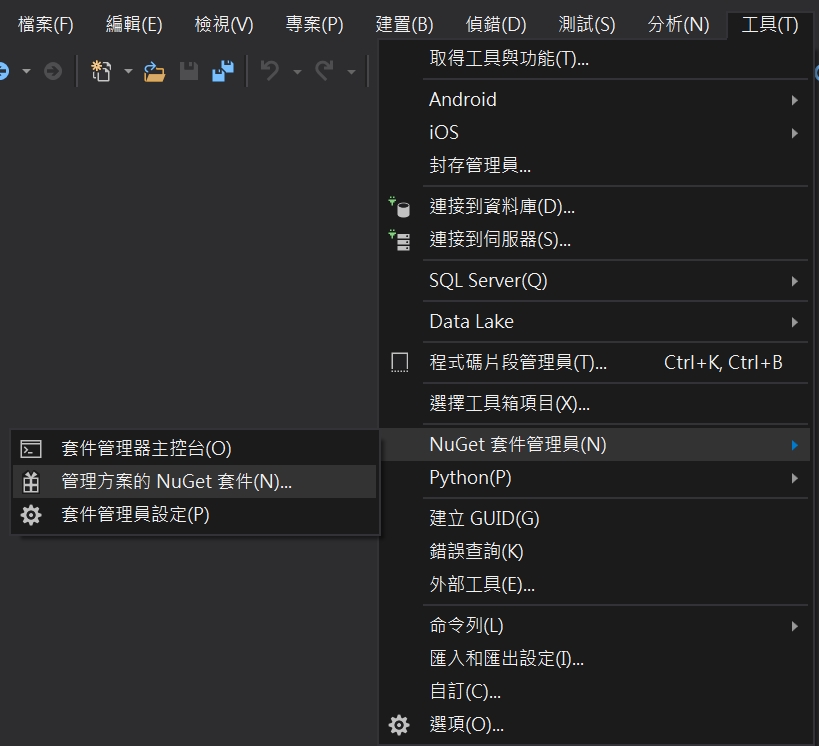 檔案(F) 編輯(E) 檢視(V) 專案(P) 建置(B) 偵錯(D) 測試(S) 分析(N) 工具(T)
取得工具與功能(T)...
Android
iOS
封存管理員...
連接到資料庫(D)...
連接到伺服器(S)...
SQL Server(Q)
Data Lake
程式碼片段管理員(T)... Ctrl+K, Ctrl+B
選擇工具箱項目(X)...
NuGet 套件管理員(N)
套件管理器主控台(O)
管理方案的 NuGet 套件(N)...
套件管理員設定(P)
Python(P)
建立 GUID(G)
錯誤查詢(K)
外部工具(E)...
命令列(L)
匯入和匯出設定(I)...
自訂(C)...
選項(O)...